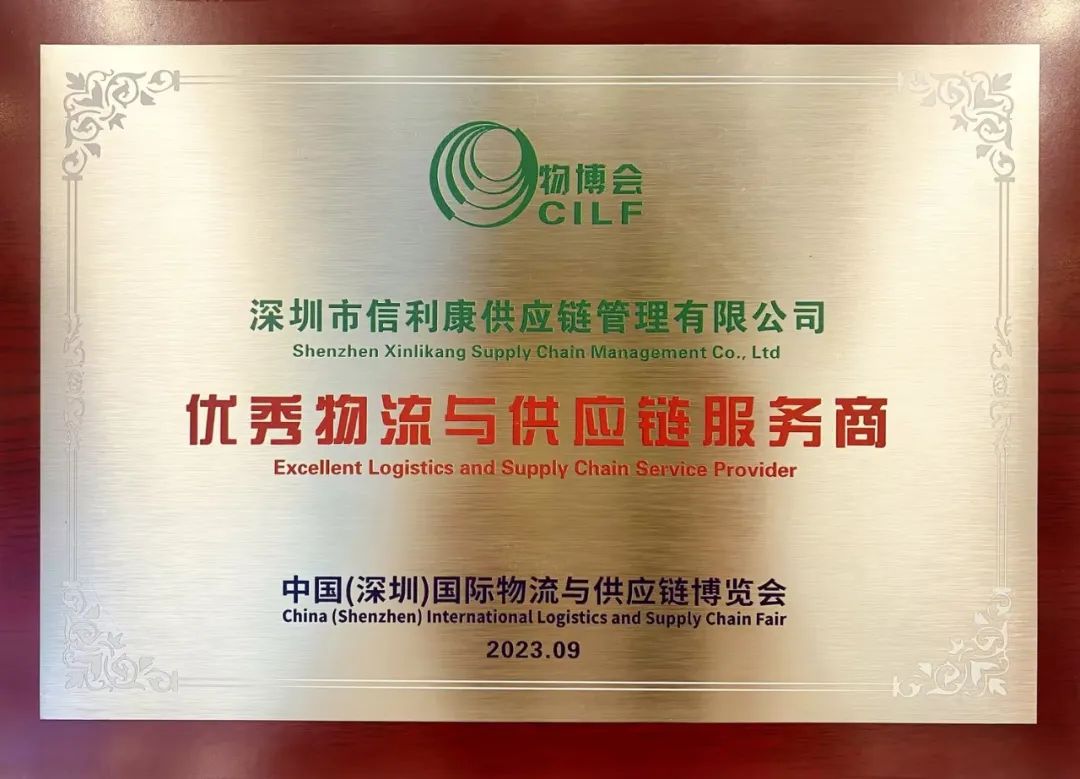 物博会
CILF
深圳市信利康供应链管理有限公司
Shenzhen Xinlikang Supply Chain Management Co., Ltd
优秀物流与供应链服务商
Excellent Logistics and Supply Chain Service Provider
中国(深圳)国际物流与供应链博览会
China (Shenzhen) International Logistics and Supply Chain Fair
2023.09